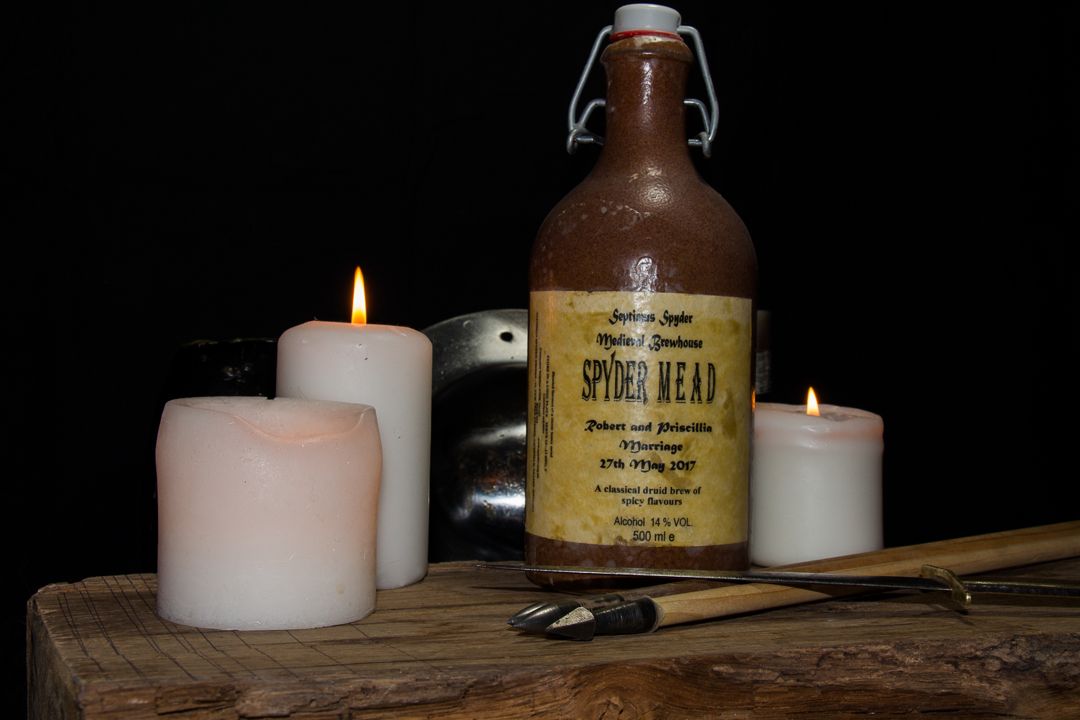 Septimus Spyder
Medieval Brewhouse
SPYDER MEAD
Robert and Priscillia
Marriage
27th May 2017
A classical druid brew of
spicy flavours
Alcohol 14 % VOL.
500 ml e